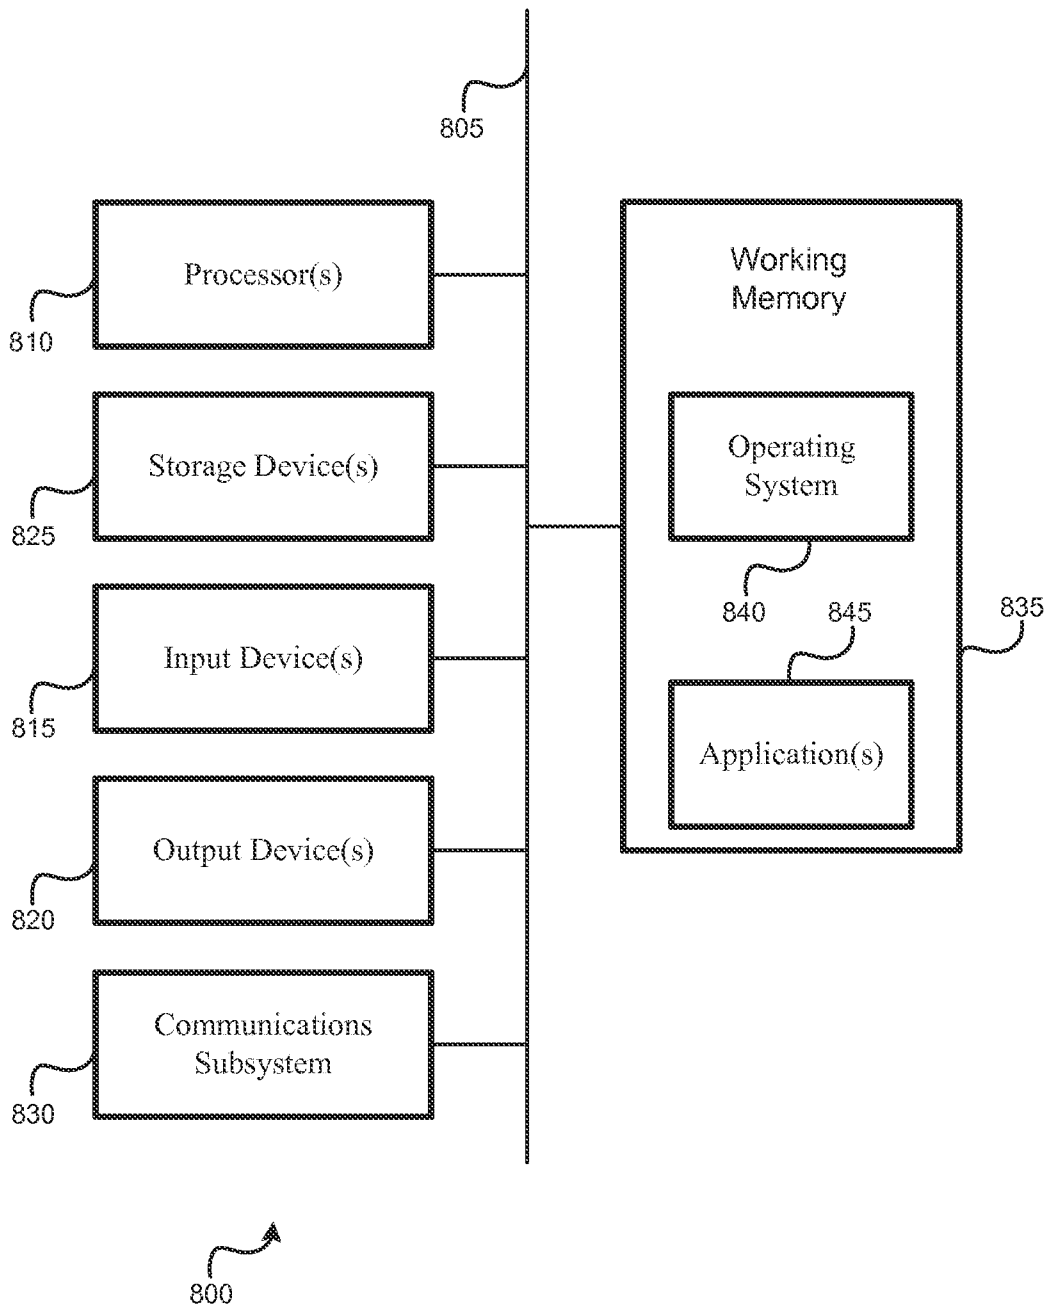 805
Processor(s)
810
Storage Device(s)
825
Input Device(s)
815
Output Device(s)
820
Communications
Subsystem
830
Working
Memory
Operating
System
840
845
835
Application(s)
800